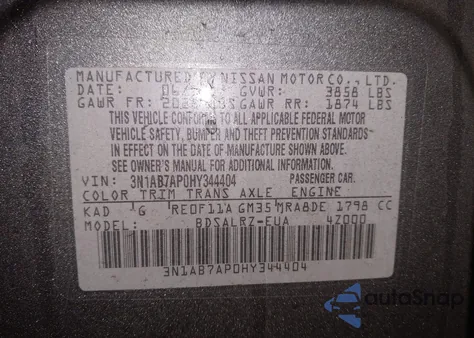 MANUFACTURED BY NISSAN MOTOR CO., LTD.
DATE: 06/ GVWR: 3858 LBS
GAWR FR: LBS GAWR RR: 1874 LBS
THIS VEHICLE CONFORMS TO ALL APPLICABLE FEDERAL MOTOR
VEHICLE SAFETY, BUMPER AND THEFT PREVENTION STANDARDS
IN EFFECT ON THE DATE OF MANUFACTURE SHOWN ABOVE.
SEE OWNER'S MANUAL FOR ADDITIONAL INFORMATION.
VIN: 3N1AB7AP0HY344404 PASSENGER CAR.
COLOR TRIM TRANS AXLE ENGINE
KAD G RE0F11A GM35 MRA8DE 1798 CC
MODEL: BDSALRZ-EUA 4Z000
3N1AB7AP0HY344404
autoSnap